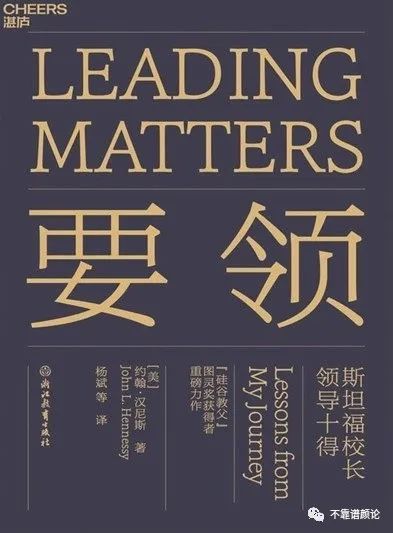 CHEERS
湛庐
LEADING
MATTERS
要领
斯坦福校长
领导十得
Lessons from
My Journey
「硅谷教父」
图灵奖获得者
重磅力作
[美]
约翰·汉尼斯 著
John L. Hennessy
杨斌 等 译
浙江教育出版社
不靠谱颜论